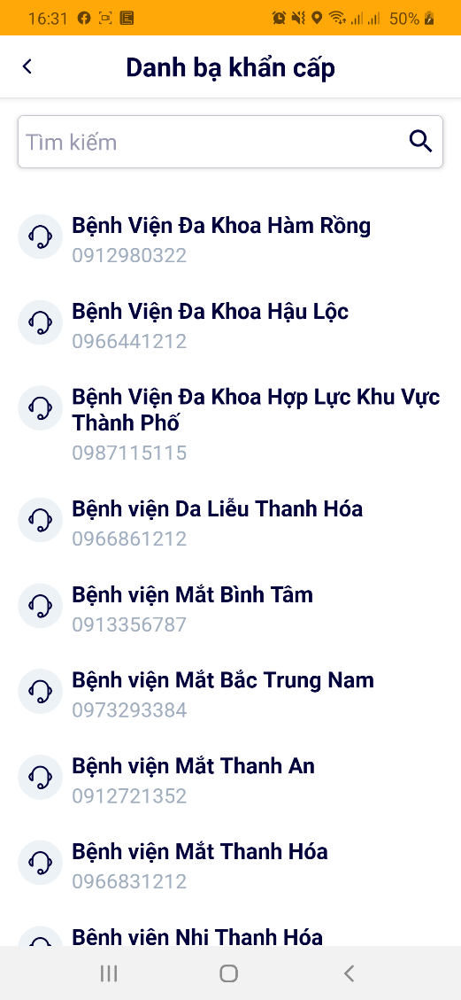 16:31
50%
Danh bạ khẩn cấp
Tìm kiếm
Bệnh Viện Đa Khoa Hàm Rồng
0912980322
Bệnh Viện Đa Khoa Hậu Lộc
0966441212
Bệnh Viện Đa Khoa Hợp Lực Khu Vực
Thành Phố
0987115115
Bệnh viện Da Liễu Thanh Hóa
0966861212
Bệnh viện Mắt Bình Tâm
0913356787
Bệnh viện Mắt Bắc Trung Nam
0973293384
Bệnh viện Mắt Thanh An
0912721352
Bệnh viện Mắt Thanh Hóa
0966831212
Bệnh viện Nhi Thanh Hóa